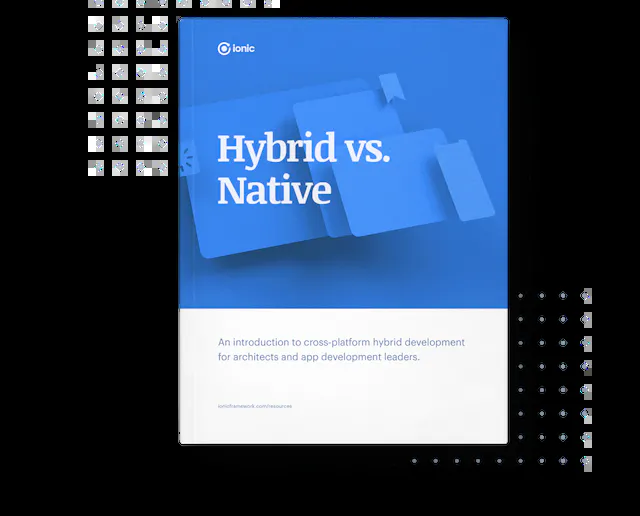 ionic
Hybrid vs.
Native
An introduction to cross-platform hybrid development
for architects and app development leaders.
ionicframework.com/resources